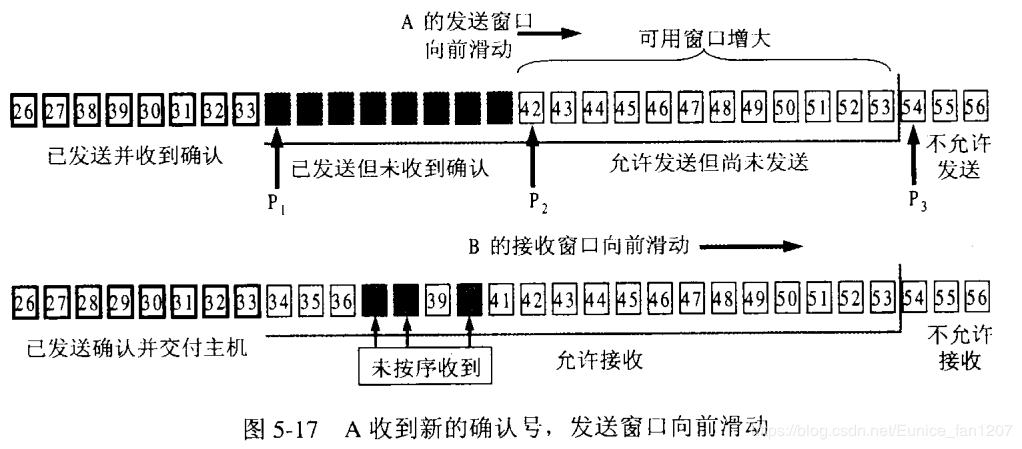 A 的发送窗口
向前滑动
可用窗口增大
26 27 38 39 30 31 32 33 42 43 44 45 46 47 48 49 50 51 52 53 54 55 56
已发送并收到确认
已发送但未收到确认
允许发送但尚未发送
不允许
发送
P1
P2
P3
B 的接收窗口向前滑动
26 27 28 29 30 31 32 33 34 35 36 39 41 42 43 44 45 46 47 48 49 50 51 52 53 54 55 56
已发送确认并交付主机
未按序收到
允许接收
不允许
接收
图 5-17 A 收到新的确认号，发送窗口向前滑动
https://blog.csdn.net/Eunice_fan1207